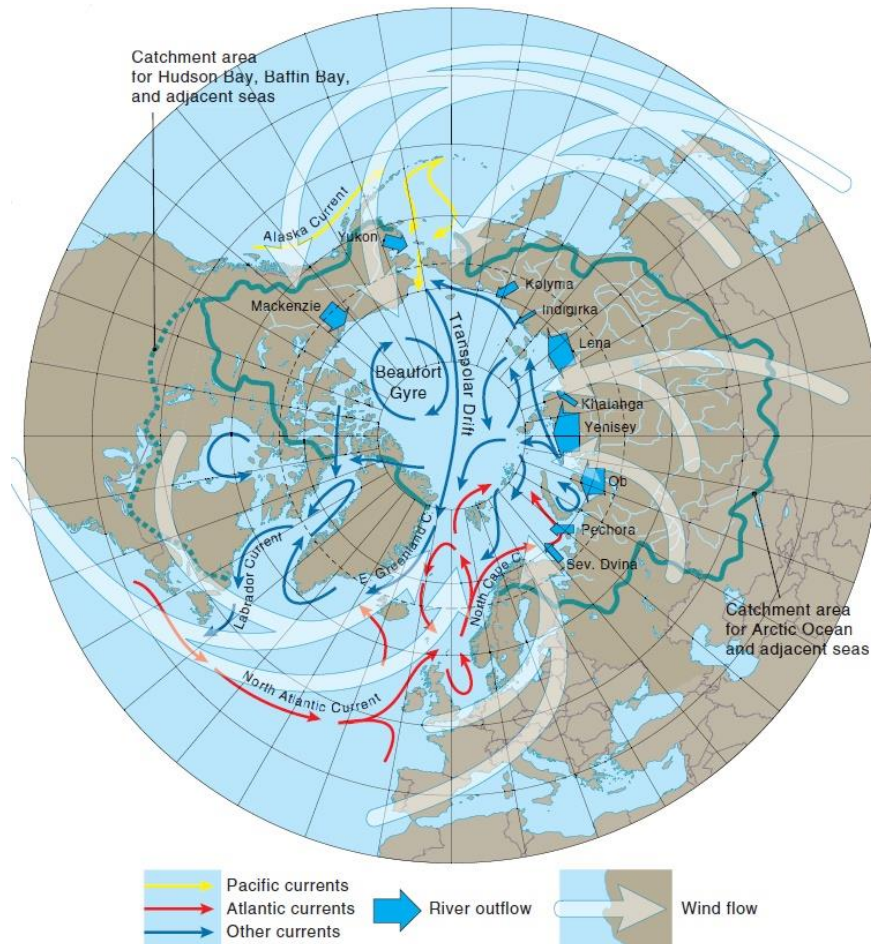 Catchment area
for Hudson Bay, Baffin Bay,
and adjacent seas
Alaska Current
Yukon
Mackenzie
Kolyma
Indigirka
Lena
Khatahga
Yenisey
Ob
Pechora
Sev. Dvina
Beaufort
Gyre
Transpolar Drift
E. Greenland C.
North Cape C.
Labrador Current
North Atlantic Current
Catchment area
for Arctic Ocean
and adjacent seas
Pacific currents
Atlantic currents
Other currents
River outflow
Wind flow